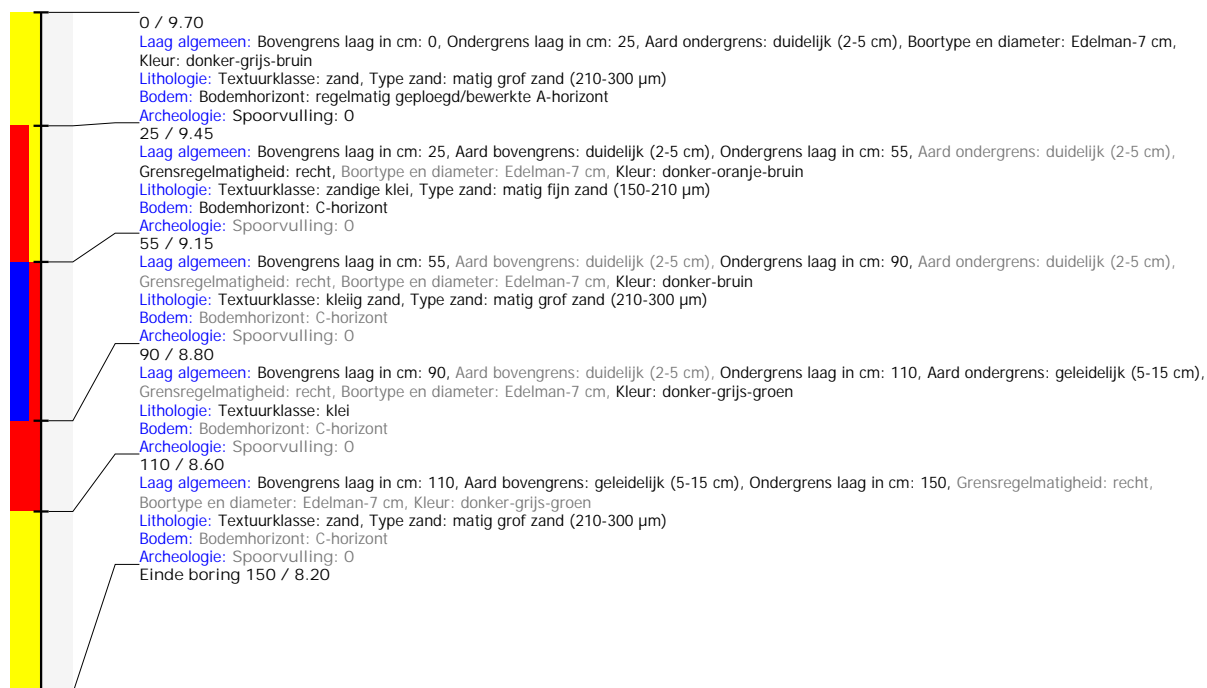 0 / 9.70
Laag algemeen: Bovengrens laag in cm: 0, Ondergrens laag in cm: 25, Aard ondergrens: duidelijk (2-5 cm), Boortype en diameter: Edelman-7 cm,
Kleur: donker-grijs-bruin
Lithologie: Textuurklasse: zand, Type zand: matig grof zand (210-300 µm)
Bodem: Bodemhorizont: regelmatig geploegd/bewerkte A-horizont
Archeologie: Spoorvulling: 0
25 / 9.45
Laag algemeen: Bovengrens laag in cm: 25, Aard bovengrens: duidelijk (2-5 cm), Ondergrens laag in cm: 55, Aard ondergrens: duidelijk (2-5 cm),
Grensregelmatigheid: recht, Boortype en diameter: Edelman-7 cm, Kleur: donker-oranje-bruin
Lithologie: Textuurklasse: zandige klei, Type zand: matig fijn zand (150-210 µm)
Bodem: Bodemhorizont: C-horizont
Archeologie: Spoorvulling: 0
55 / 9.15
Laag algemeen: Bovengrens laag in cm: 55, Aard bovengrens: duidelijk (2-5 cm), Ondergrens laag in cm: 90, Aard ondergrens: duidelijk (2-5 cm),
Grensregelmatigheid: recht, Boortype en diameter: Edelman-7 cm, Kleur: donker-bruin
Lithologie: Textuurklasse: kleiig zand, Type zand: matig grof zand (210-300 µm)
Bodem: Bodemhorizont: C-horizont
Archeologie: Spoorvulling: 0
90 / 8.80
Laag algemeen: Bovengrens laag in cm: 90, Aard bovengrens: duidelijk (2-5 cm), Ondergrens laag in cm: 110, Aard ondergrens: geleidelijk (5-15 cm),
Grensregelmatigheid: recht, Boortype en diameter: Edelman-7 cm, Kleur: donker-grijs-groen
Lithologie: Textuurklasse: klei
Bodem: Bodemhorizont: C-horizont
Archeologie: Spoorvulling: 0
110 / 8.60
Laag algemeen: Bovengrens laag in cm: 110, Aard bovengrens: geleidelijk (5-15 cm), Ondergrens laag in cm: 150, Grensregelmatigheid: recht,
Boortype en diameter: Edelman-7 cm, Kleur: donker-grijs-groen
Lithologie: Textuurklasse: zand, Type zand: matig grof zand (210-300 µm)
Bodem: Bodemhorizont: C-horizont
Archeologie: Spoorvulling: 0
Einde boring 150 / 8.20